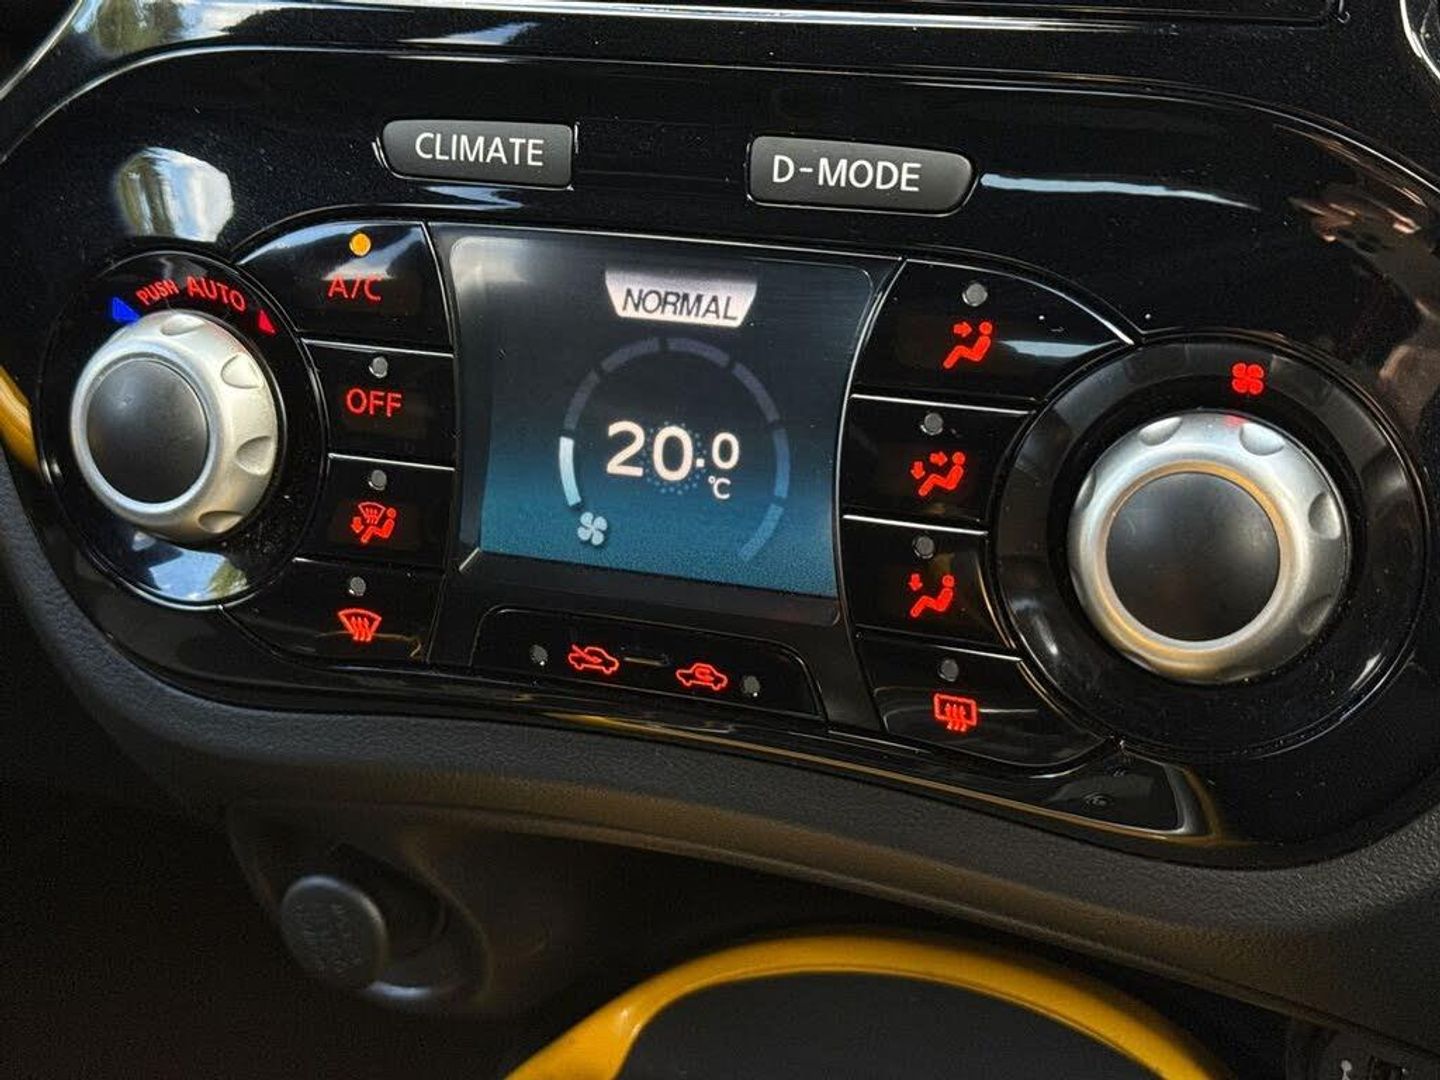 CLIMATE
D-MODE
PUSH AUTO
A/C
OFF
NORMAL
20.0
°C